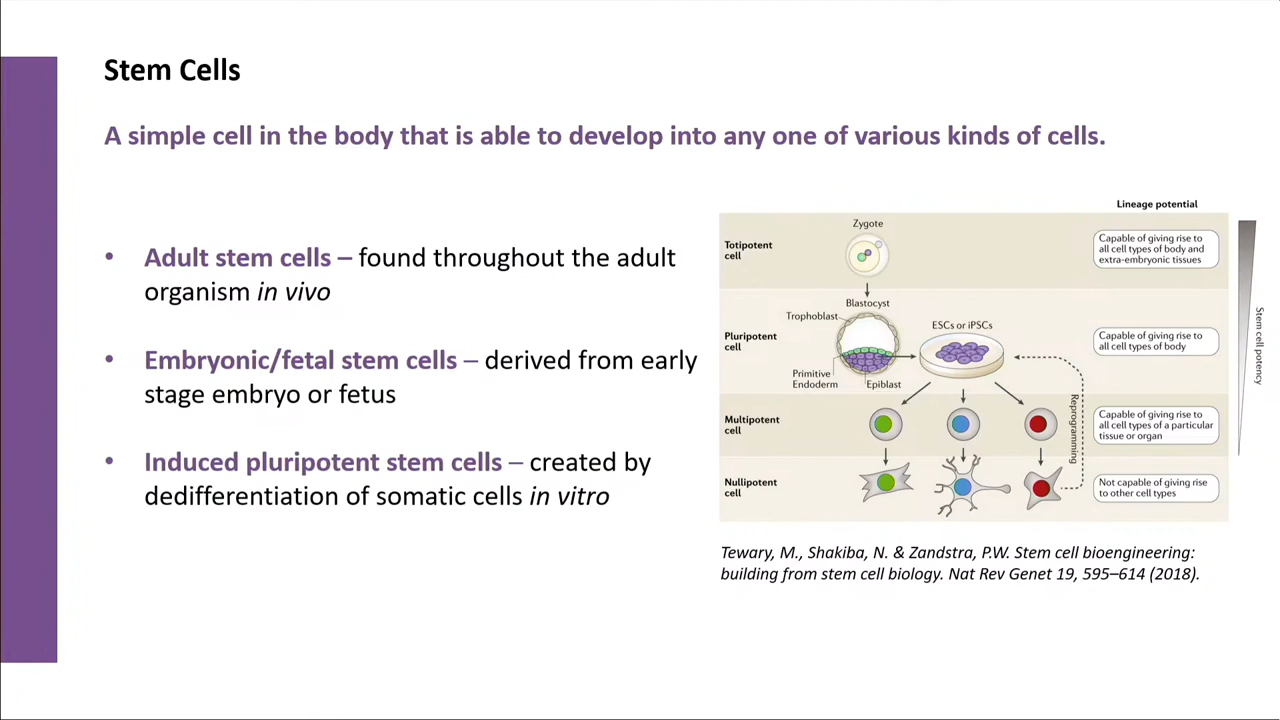 Stem Cells
A simple cell in the body that is able to develop into any one of various kinds of cells.
• Adult stem cells – found throughout the adult
organism in vivo
• Embryonic/fetal stem cells – derived from early
stage embryo or fetus
• Induced pluripotent stem cells – created by
dedifferentiation of somatic cells in vitro
Lineage potential
Totipotent
cell
Zygote
Capable of giving rise to
all cell types of body and
extra-embryonic tissues
Pluripotent
cell
Blastocyst
Trophoblast
Primitive
Endoderm
Epiblast
ESCs or iPSCs
Capable of giving rise to
all cell types of body
Multipotent
cell
Reprogramming
Capable of giving rise to
all cell types of a particular
tissue or organ
Nullipotent
cell
Not capable of giving rise
to other cell types
Stem cell potency
Tewary, M., Shakiba, N. & Zandstra, P.W. Stem cell bioengineering:
building from stem cell biology. Nat Rev Genet 19, 595–614 (2018).